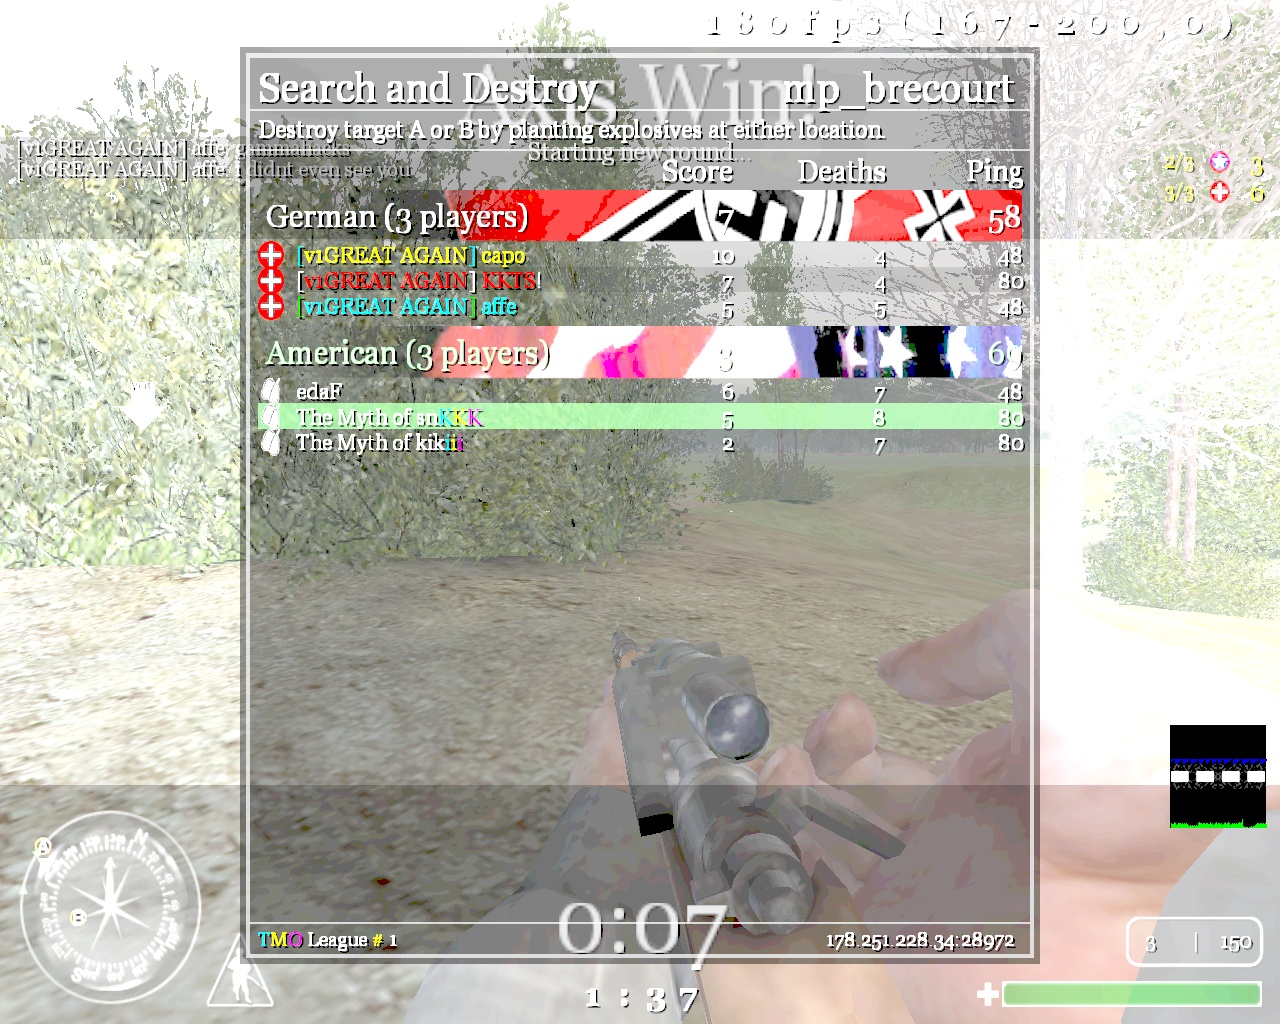 180fps(167-200,0)
Axis Win!
Search and Destroy mp_brecourt
Destroy target A or B by planting explosives at either location.
[v1GREAT AGAIN] affe: gammahacks
Starting new round...
[v1GREAT AGAIN] affe: i didnt even see you
2/3 3
3/3 6
Score Deaths Ping
German (3 players) 7 58
[v1GREAT AGAIN] capo 10 4 48
[v1GREAT AGAIN] KKTS! 7 4 80
[v1GREAT AGAIN] affe 5 5 48
American (3 players) 3 69
edaF 6 7 48
The Myth of snKKK 5 8 80
The Myth of kikiii 2 7 80
A
N
B
S
0:07
TMO League # 1 178.251.228.34:28972
3 | 150
1:37